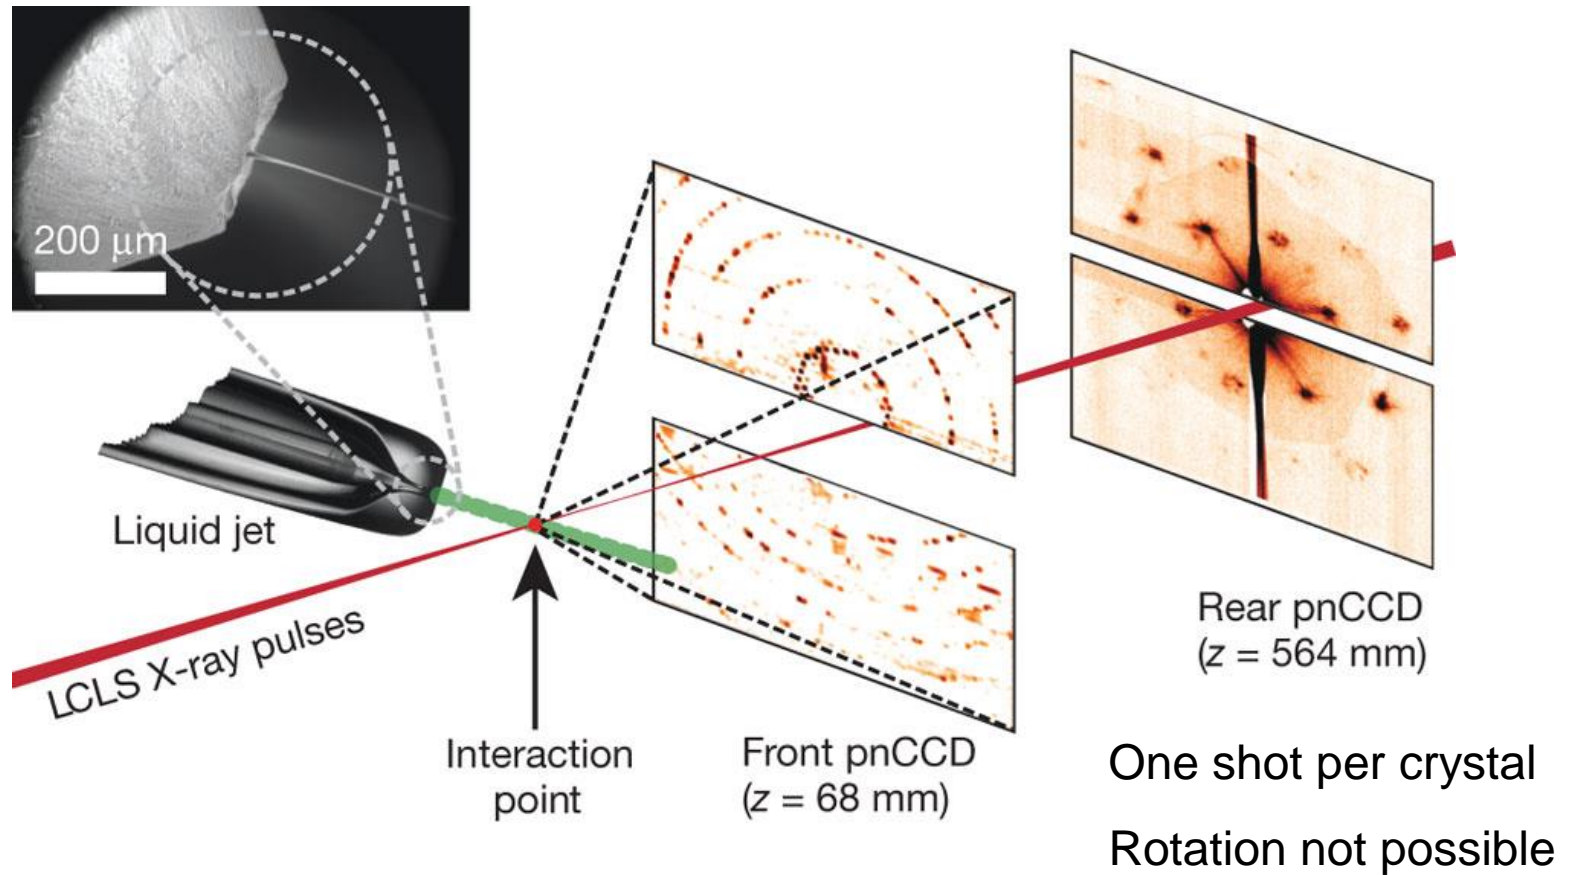 200 μm
Liquid jet
LCLS X-ray pulses
Interaction
point
Front pnCCD
(z = 68 mm)
Rear pnCCD
(z = 564 mm)
One shot per crystal
Rotation not possible